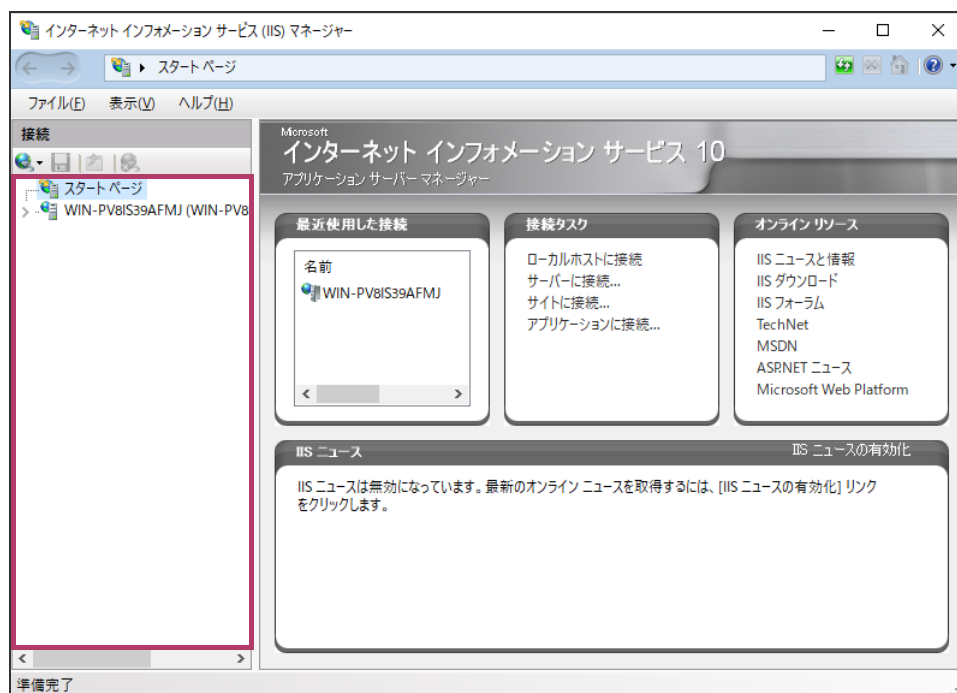 インターネット インフォメーション サービス (IIS) マネージャー
スタート ページ
ファイル(F) 表示(V) ヘルプ(H)
接続
スタート ページ
WIN-PV8IS39AFMJ (WIN-PV8
Microsoft
インターネット インフォメーション サービス 10
アプリケーション サーバー マネージャー
最近使用した接続
名前
WIN-PV8IS39AFMJ
接続タスク
ローカルホストに接続
サーバーに接続...
サイトに接続...
アプリケーションに接続...
オンライン リソース
IIS ニュースと情報
IIS ダウンロード
IIS フォーラム
TechNet
MSDN
ASP.NET ニュース
Microsoft Web Platform
IIS ニュース
IIS ニュースの有効化
IIS ニュースは無効になっています。最新のオンライン ニュースを取得するには、[IIS ニュースの有効化] リンク
をクリックします。
準備完了